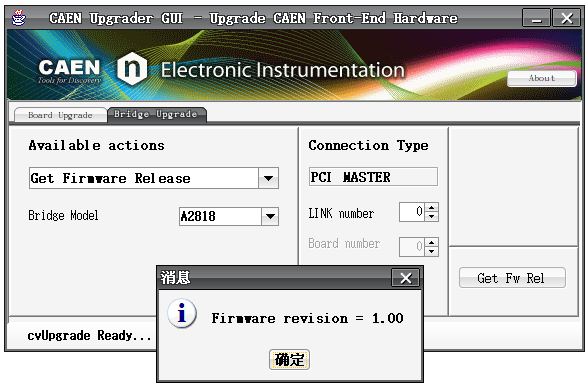 CAEN Upgrader GUI - Upgrade CAEN Front-End Hardware
CAEN n Electronic Instrumentation
Tools for Discovery
About
Board Upgrade
Bridge Upgrade
Available actions
Get Firmware Release
Bridge Model
A2818
Connection Type
PCI MASTER
LINK number
0
Board number
0
Get Fw Rel
消息
Firmware revision = 1.00
确定
cvUpgrade Ready...